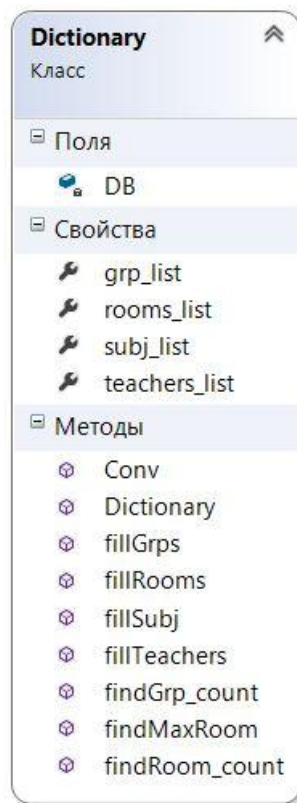 Dictionary
Класс
Поля
DB
Свойства
grp_list
rooms_list
subj_list
teachers_list
Методы
Conv
Dictionary
fillGrps
fillRooms
fillSubj
fillTeachers
findGrp_count
findMaxRoom
findRoom_count